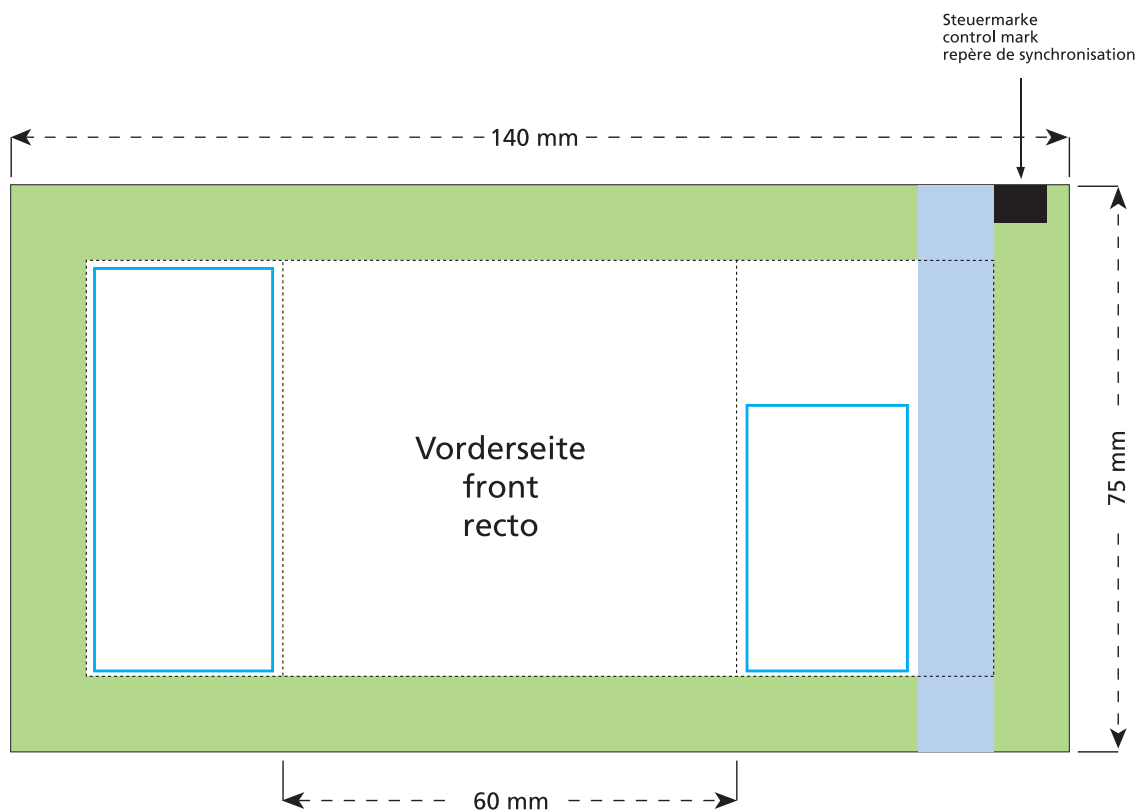 Steuermarke
control mark
repère de synchronisation
140 mm
Vorderseite
front
recto
75 mm
60 mm